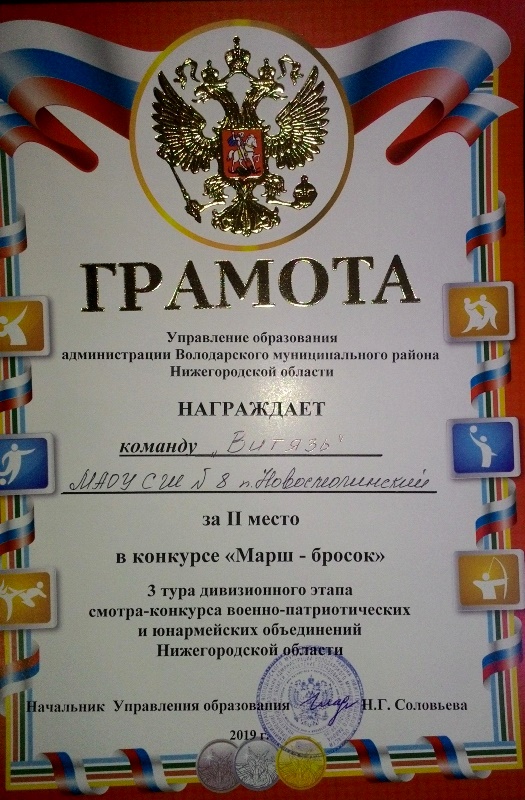 ГРАМОТА
Управление образования
администрации Володарского муниципального района
Нижегородской области
НАГРАЖДАЕТ
команду „Витязь"
МАОУ СШ № 8 п. Новосмолинский
за II место
в конкурсе «Марш - бросок»
3 тура дивизионного этапа
смотра-конкурса военно-патриотических
и юнармейских объединений
Нижегородской области
Начальник Управления образования Н.Г. Соловьева
2019 г.